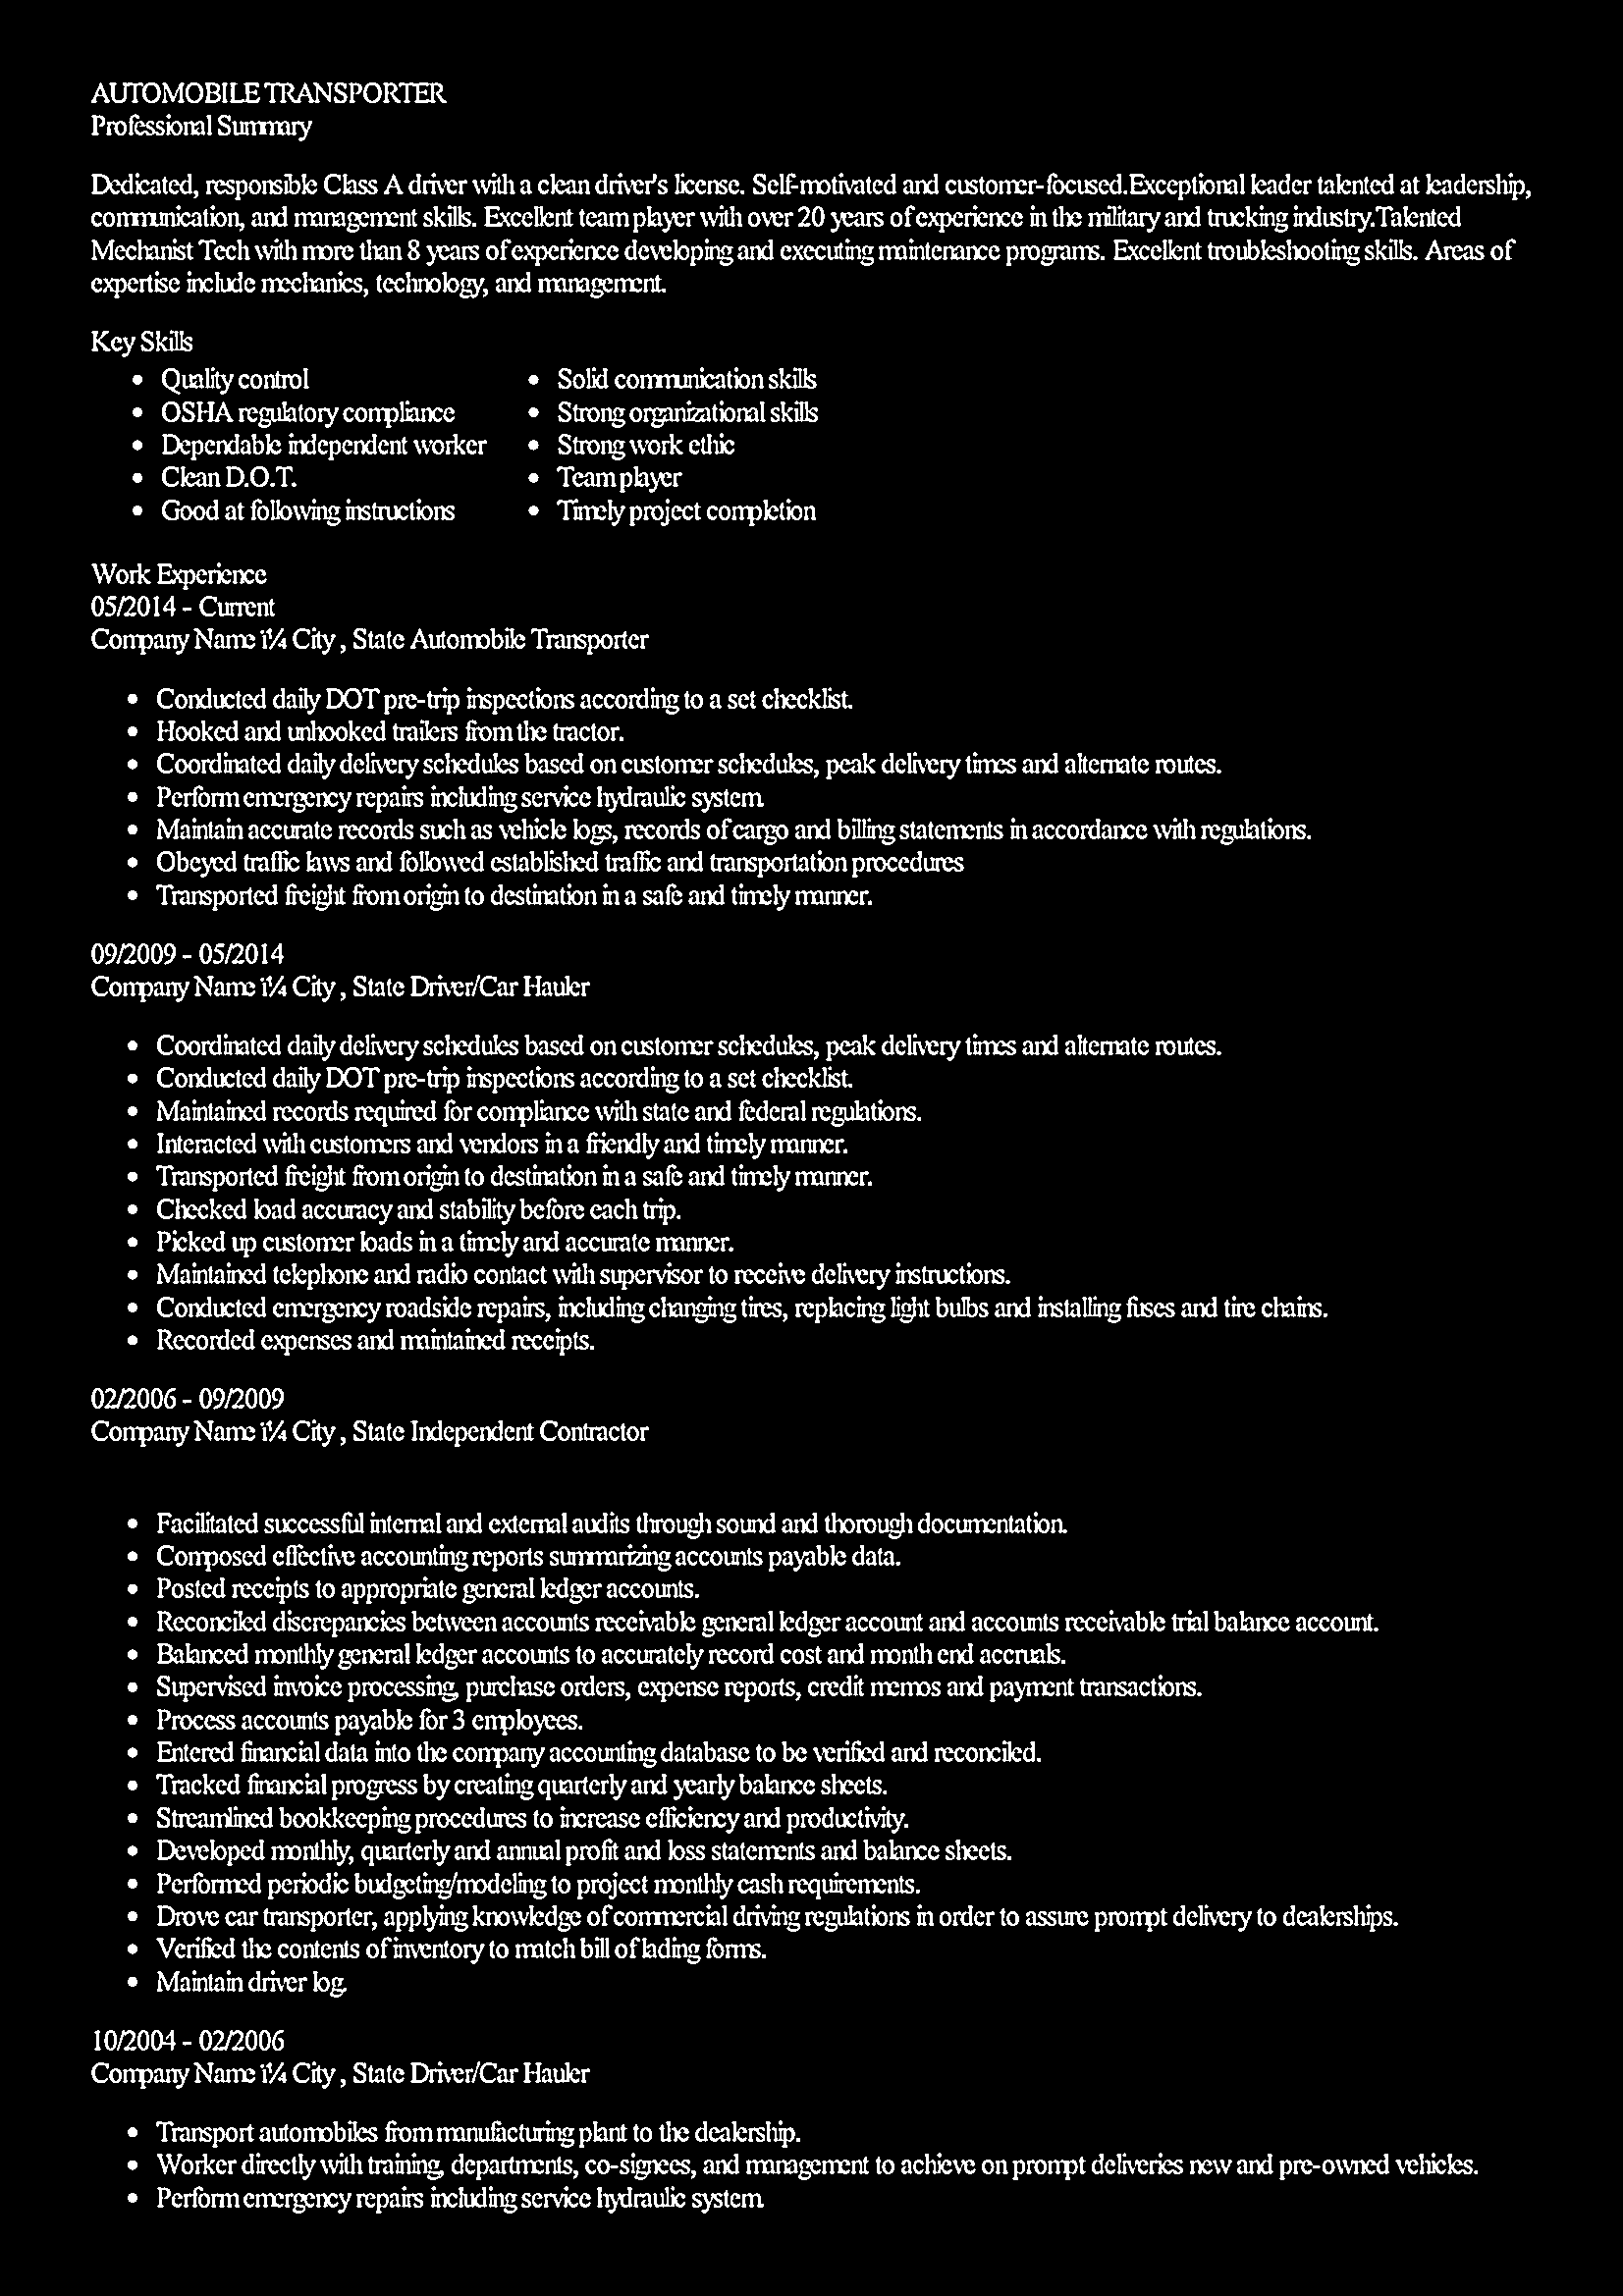 AUTOMOBILE TRANSPORTER
Professional Summary
Dedicated, responsible Class A driver with a clean driver's license. Self-motivated and customer-focused.Exceptional leader talented at leadership,
communication, and management skills. Excellent team player with over 20 years of experience in the military and trucking industry.Talented
Mechanist Tech with more than 8 years of experience developing and executing maintenance programs. Excellent troubleshooting skills. Areas of
expertise include mechanics, technology, and management.
Key Skills
• Quality control
• OSHA regulatory compliance
• Dependable independent worker
• Clean D.O.T.
• Good at following instructions
• Solid communication skills
• Strong organizational skills
• Strong work ethic
• Team player
• Timely project completion
Work Experience
05/2014 - Current
Company Name ï¼ City , State Automobile Transporter
• Conducted daily DOT pre-trip inspections according to a set checklist.
• Hooked and unhooked trailers from the tractor.
• Coordinated daily delivery schedules based on customer schedules, peak delivery times and alternate routes.
• Perform emergency repairs including service hydraulic system.
• Maintain accurate records such as vehicle logs, records of cargo and billing statements in accordance with regulations.
• Obeyed traffic laws and followed established traffic and transportation procedures
• Transported freight from origin to destination in a safe and timely manner.
09/2009 - 05/2014
Company Name ï¼ City , State Driver/Car Hauler
• Coordinated daily delivery schedules based on customer schedules, peak delivery times and alternate routes.
• Conducted daily DOT pre-trip inspections according to a set checklist.
• Maintained records required for compliance with state and federal regulations.
• Interacted with customers and vendors in a friendly and timely manner.
• Transported freight from origin to destination in a safe and timely manner.
• Checked load accuracy and stability before each trip.
• Picked up customer loads in a timely and accurate manner.
• Maintained telephone and radio contact with supervisor to receive delivery instructions.
• Conducted emergency roadside repairs, including changing tires, replacing light bulbs and installing fuses and tire chains.
• Recorded expenses and maintained receipts.
02/2006 - 09/2009
Company Name ï¼ City , State Independent Contractor
• Facilitated successful internal and external audits through sound and thorough documentation.
• Composed effective accounting reports summarizing accounts payable data.
• Posted receipts to appropriate general ledger accounts.
• Reconciled discrepancies between accounts receivable general ledger account and accounts receivable trial balance account.
• Balanced monthly general ledger accounts to accurately record cost and month end accruals.
• Supervised invoice processing, purchase orders, expense reports, credit memos and payment transactions.
• Process accounts payable for 3 employees.
• Entered financial data into the company accounting database to be verified and reconciled.
• Tracked financial progress by creating quarterly and yearly balance sheets.
• Streamlined bookkeeping procedures to increase efficiency and productivity.
• Developed monthly, quarterly and annual profit and loss statements and balance sheets.
• Performed periodic budgeting/modeling to project monthly cash requirements.
• Drove car transporter, applying knowledge of commercial driving regulations in order to assure prompt delivery to dealerships.
• Verified the contents of inventory to match bill of lading forms.
• Maintain driver log.
10/2004 - 02/2006
Company Name ï¼ City , State Driver/Car Hauler
• Transport automobiles from manufacturing plant to the dealership.
• Worker directly with training, departments, co-signees, and management to achieve on prompt deliveries new and pre-owned vehicles.
• Perform emergency repairs including service hydraulic system.